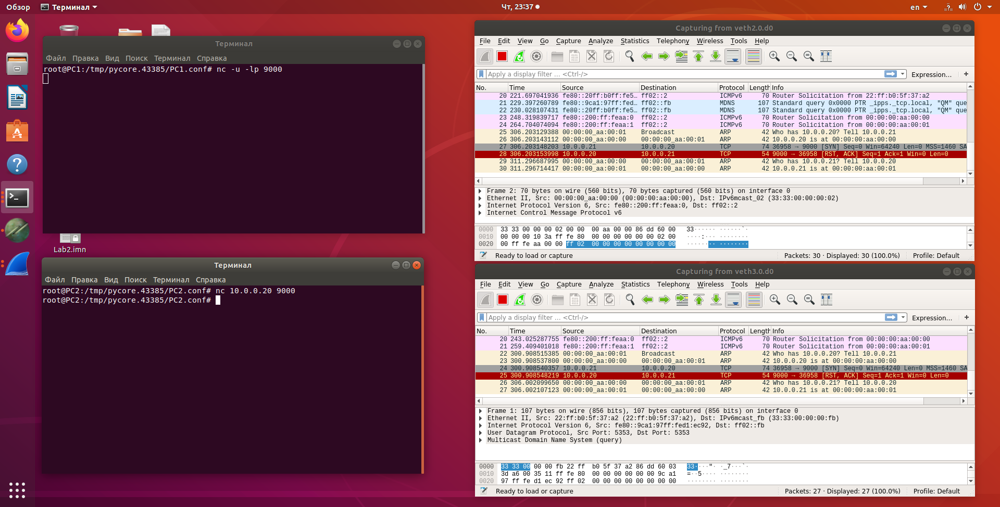 Обзор Терминал Чт, 23:37 en
Терминал
Файл Правка Вид Поиск Терминал Справка
root@PC1:/tmp/pycore.43385/PC1.conf# nc -u -lp 9000
Lab2.imn
Терминал
Файл Правка Вид Поиск Терминал Справка
root@PC2:/tmp/pycore.43385/PC2.conf# nc 10.0.0.20 9000
root@PC2:/tmp/pycore.43385/PC2.conf#
Capturing from veth2.0.d0
File Edit View Go Capture Analyze Statistics Telephony Wireless Tools Help
Apply a display filter ... <Ctrl-/> Expression... +
No. Time Source Destination Protocol Length Info
20 221.697041936 fe80::20ff:b0ff:fe5… ff02::2 ICMPv6 70 Router Solicitation from 22:ff:b0:5f:37:a2
21 229.397260789 fe80::9ca1:97ff:fed… ff02::fb MDNS 107 Standard query 0x0000 PTR _ipps._tcp.local, "QM" que
22 230.028107431 fe80::20ff:b0ff:fe5… ff02::fb MDNS 107 Standard query 0x0000 PTR _ipps._tcp.local, "QM" que
23 248.319839717 fe80::200:ff:feaa:0 ff02::2 ICMPv6 70 Router Solicitation from 00:00:00:aa:00:00
24 264.704074094 fe80::200:ff:feaa:1 ff02::2 ICMPv6 70 Router Solicitation from 00:00:00:aa:00:01
25 306.203129388 00:00:00_aa:00:01 Broadcast ARP 42 Who has 10.0.0.20? Tell 10.0.0.21
26 306.203143112 00:00:00_aa:00:00 00:00:00_aa:00:01 ARP 42 10.0.0.20 is at 00:00:00:aa:00:00
27 306.203148203 10.0.0.21 10.0.0.20 TCP 74 36958 → 9000 [SYN] Seq=0 Win=64240 Len=0 MSS=1460 SA
28 306.203153998 10.0.0.20 10.0.0.21 TCP 54 9000 → 36958 [RST, ACK] Seq=1 Ack=1 Win=0 Len=0
29 311.296687995 00:00:00_aa:00:00 00:00:00_aa:00:01 ARP 42 Who has 10.0.0.21? Tell 10.0.0.20
30 311.296714417 00:00:00_aa:00:01 00:00:00_aa:00:00 ARP 42 10.0.0.21 is at 00:00:00:aa:00:01
Frame 2: 70 bytes on wire (560 bits), 70 bytes captured (560 bits) on interface 0
Ethernet II, Src: 00:00:00_aa:00:00 (00:00:00:aa:00:00), Dst: IPv6mcast_02 (33:33:00:00:00:02)
Internet Protocol Version 6, Src: fe80::200:ff:feaa:0, Dst: ff02::2
Internet Control Message Protocol v6
0000 33 33 00 00 00 02 00 00 00 aa 00 00 86 dd 60 00 33······ ······`·
0010 00 00 00 10 3a ff fe 80 00 00 00 00 00 00 02 00 ····:··· ········
0020 00 ff fe aa 00 00 ff 02 00 00 00 00 00 00 00 00 ········ ········
Ready to load or capture Packets: 30 · Displayed: 30 (100.0%) Profile: Default
Capturing from veth3.0.d0
File Edit View Go Capture Analyze Statistics Telephony Wireless Tools Help
Apply a display filter ... <Ctrl-/> Expression... +
No. Time Source Destination Protocol Length Info
20 243.025287755 fe80::200:ff:feaa:0 ff02::2 ICMPv6 70 Router Solicitation from 00:00:00:aa:00:00
21 259.409401018 fe80::200:ff:feaa:1 ff02::2 ICMPv6 70 Router Solicitation from 00:00:00:aa:00:01
22 300.908515385 00:00:00_aa:00:01 Broadcast ARP 42 Who has 10.0.0.20? Tell 10.0.0.21
23 300.908537800 00:00:00_aa:00:00 00:00:00_aa:00:01 ARP 42 10.0.0.20 is at 00:00:00:aa:00:00
24 300.908540357 10.0.0.21 10.0.0.20 TCP 74 36958 → 9000 [SYN] Seq=0 Win=64240 Len=0 MSS=1460 SA
25 300.908548219 10.0.0.20 10.0.0.21 TCP 54 9000 → 36958 [RST, ACK] Seq=1 Ack=1 Win=0 Len=0
26 306.002099650 00:00:00_aa:00:00 00:00:00_aa:00:01 ARP 42 Who has 10.0.0.21? Tell 10.0.0.20
27 306.002107123 00:00:00_aa:00:01 00:00:00_aa:00:00 ARP 42 10.0.0.21 is at 00:00:00:aa:00:01
Frame 1: 107 bytes on wire (856 bits), 107 bytes captured (856 bits) on interface 0
Ethernet II, Src: 22:ff:b0:5f:37:a2 (22:ff:b0:5f:37:a2), Dst: IPv6mcast_fb (33:33:00:00:00:fb)
Internet Protocol Version 6, Src: fe80::9ca1:97ff:fed1:ec92, Dst: ff02::fb
User Datagram Protocol, Src Port: 5353, Dst Port: 5353
Multicast Domain Name System (query)
0000 33 33 00 00 00 fb 22 ff b0 5f 37 a2 86 dd 60 03 33····"· ·_7···`·
0010 3d a6 00 35 11 ff fe 80 00 00 00 00 00 00 9c a1 =··5···· ········
0020 97 ff fe d1 ec 92 ff 02 00 00 00 00 00 00 00 00 ········ ········
Ready to load or capture Packets: 27 · Displayed: 27 (100.0%) Profile: Default